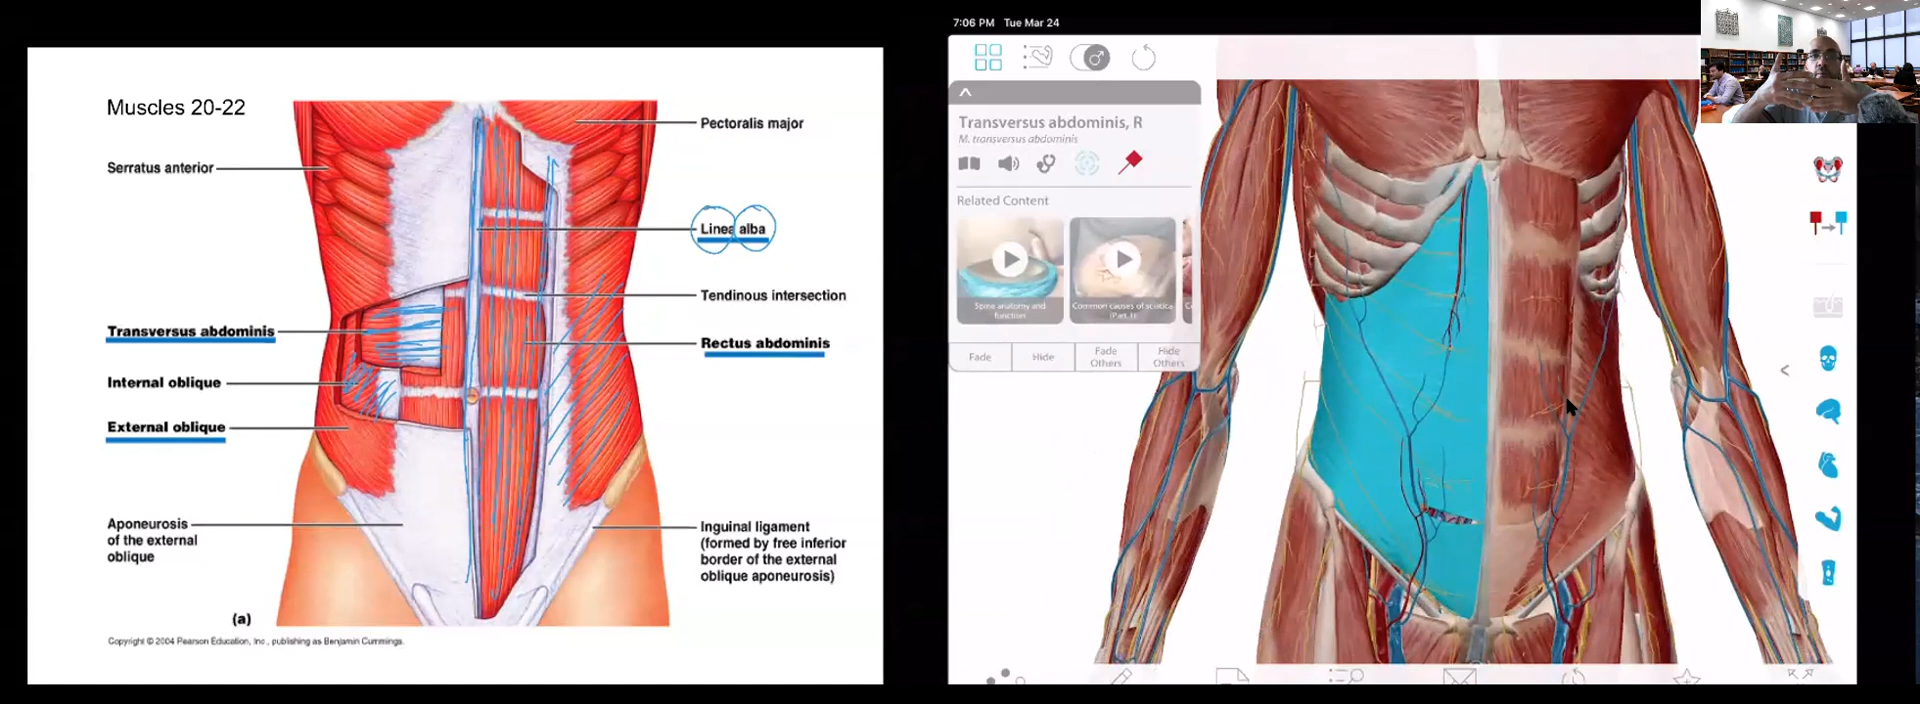 Muscles 20-22
Serratus anterior
Transversus abdominis
Internal oblique
External oblique
Aponeurosis
of the external
oblique
Pectoralis major
Linea alba
Tendinous intersection
Rectus abdominis
Inguinal ligament
(formed by free inferior
border of the external
oblique aponeurosis)
(a)
Copyright © 2004 Pearson Education, Inc., publishing as Benjamin Cummings.
7:06 PM Tue Mar 24
Transversus abdominis, R
M. transversus abdominis
Related Content
Spine anatomy and
function
Common causes of sciatica
(Part 1)
Fade
Hide
Fade
Others
Hide
Others